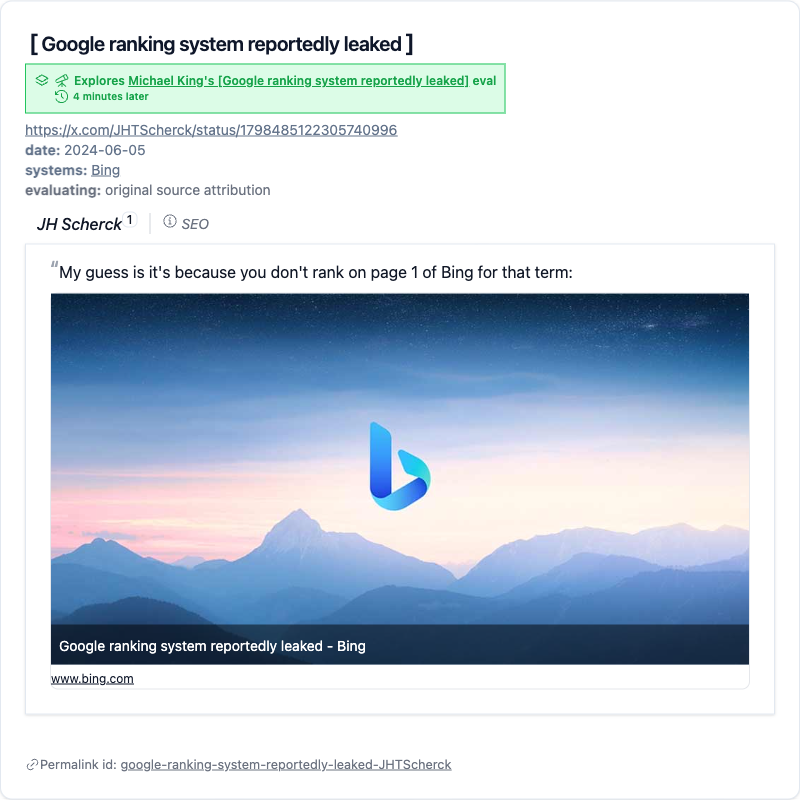 [ Google ranking system reportedly leaked ]
Explores Michael King's [Google ranking system reportedly leaked] eval
4 minutes later
https://x.com/JHTScherck/status/1798485122305740996
date: 2024-06-05
systems: Bing
evaluating: original source attribution
JH Scherck1 SEO
“My guess is it's because you don't rank on page 1 of Bing for that term:
Google ranking system reportedly leaked - Bing
www.bing.com
Permalink id: google-ranking-system-reportedly-leaked-JHTScherck